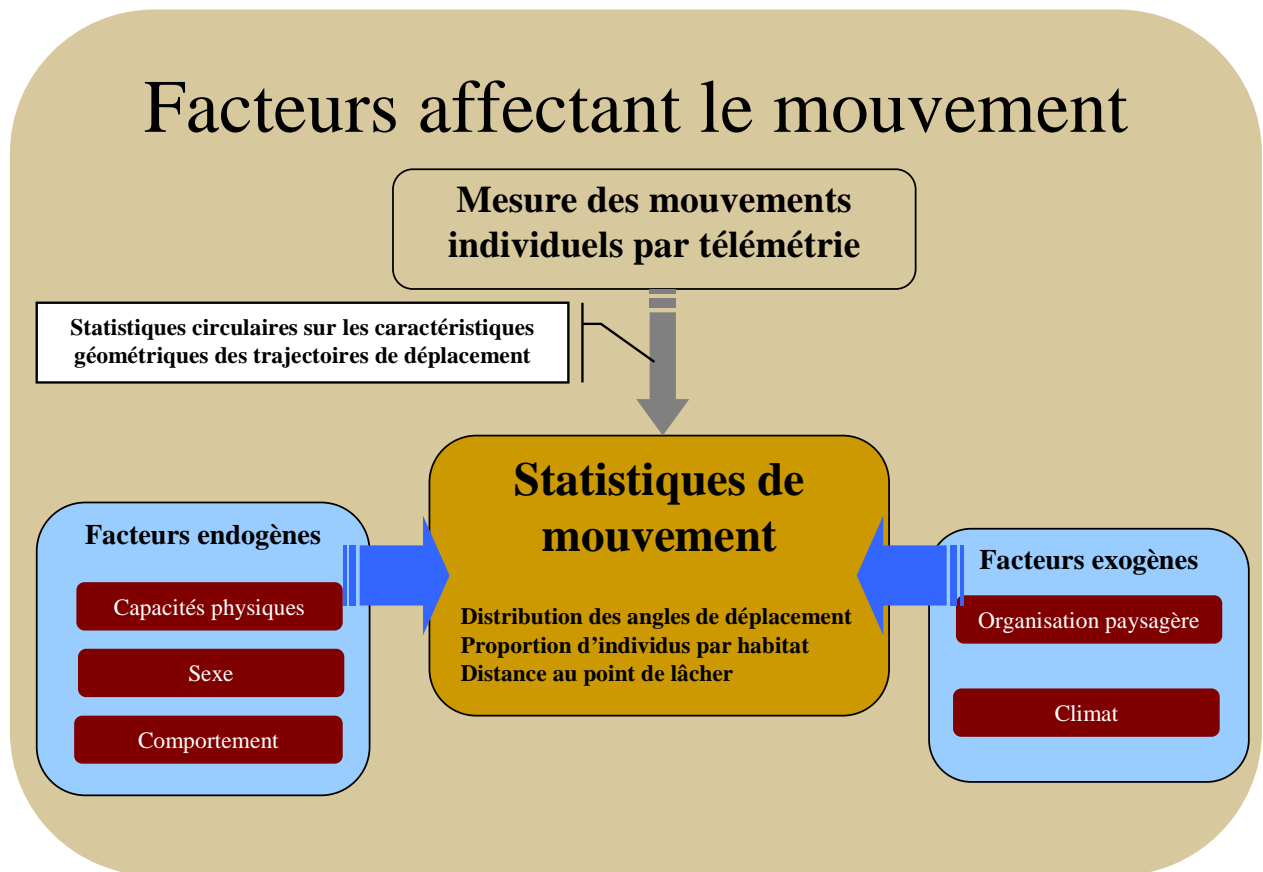 Facteurs affectant le mouvement
Mesure des mouvements
individuels par télémétrie
Statistiques circulaires sur les caractéristiques
géométriques des trajectoires de déplacement
Statistiques de
mouvement
Distribution des angles de déplacement
Proportion d'individus par habitat
Distance au point de lâcher
Facteurs endogènes
Capacités physiques
Sexe
Comportement
Facteurs exogènes
Organisation paysagère
Climat